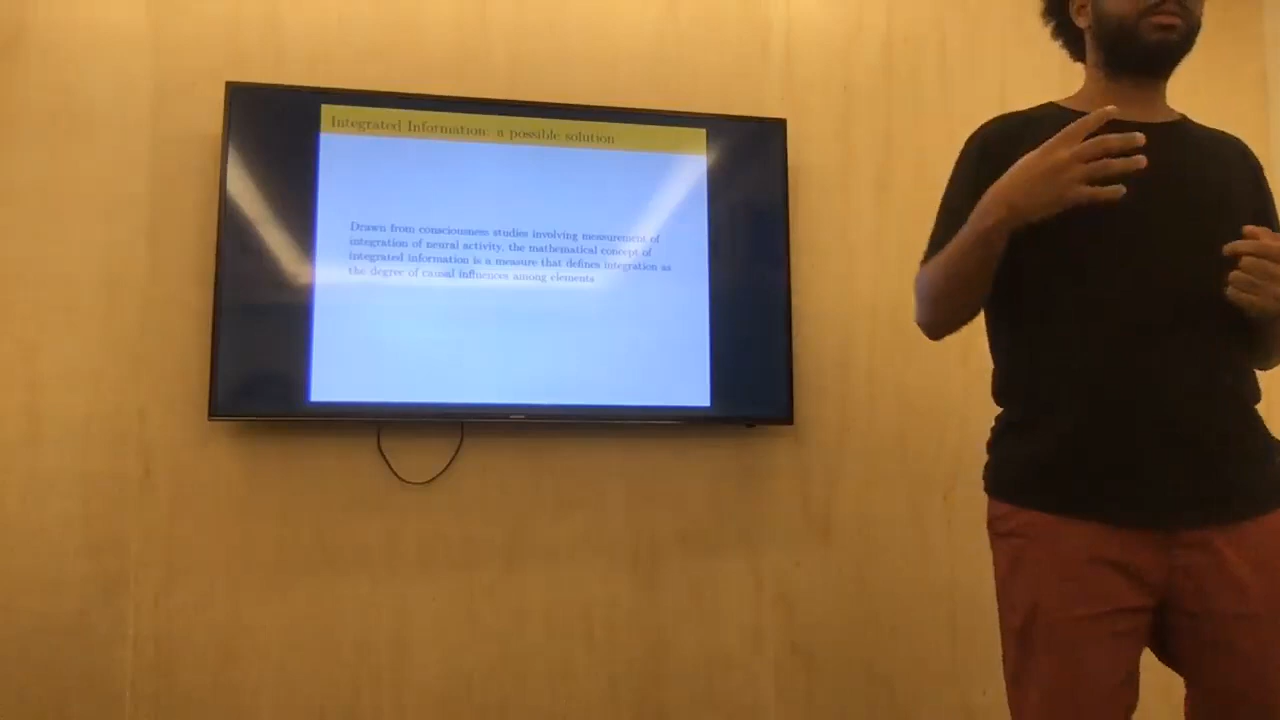 Integrated Information: a possible solution
Drawn from consciousness studies involving measurement of
integration of neural activity, the mathematical concept of
integrated information is a measure that defines integration as
the degree of causal influences among elements